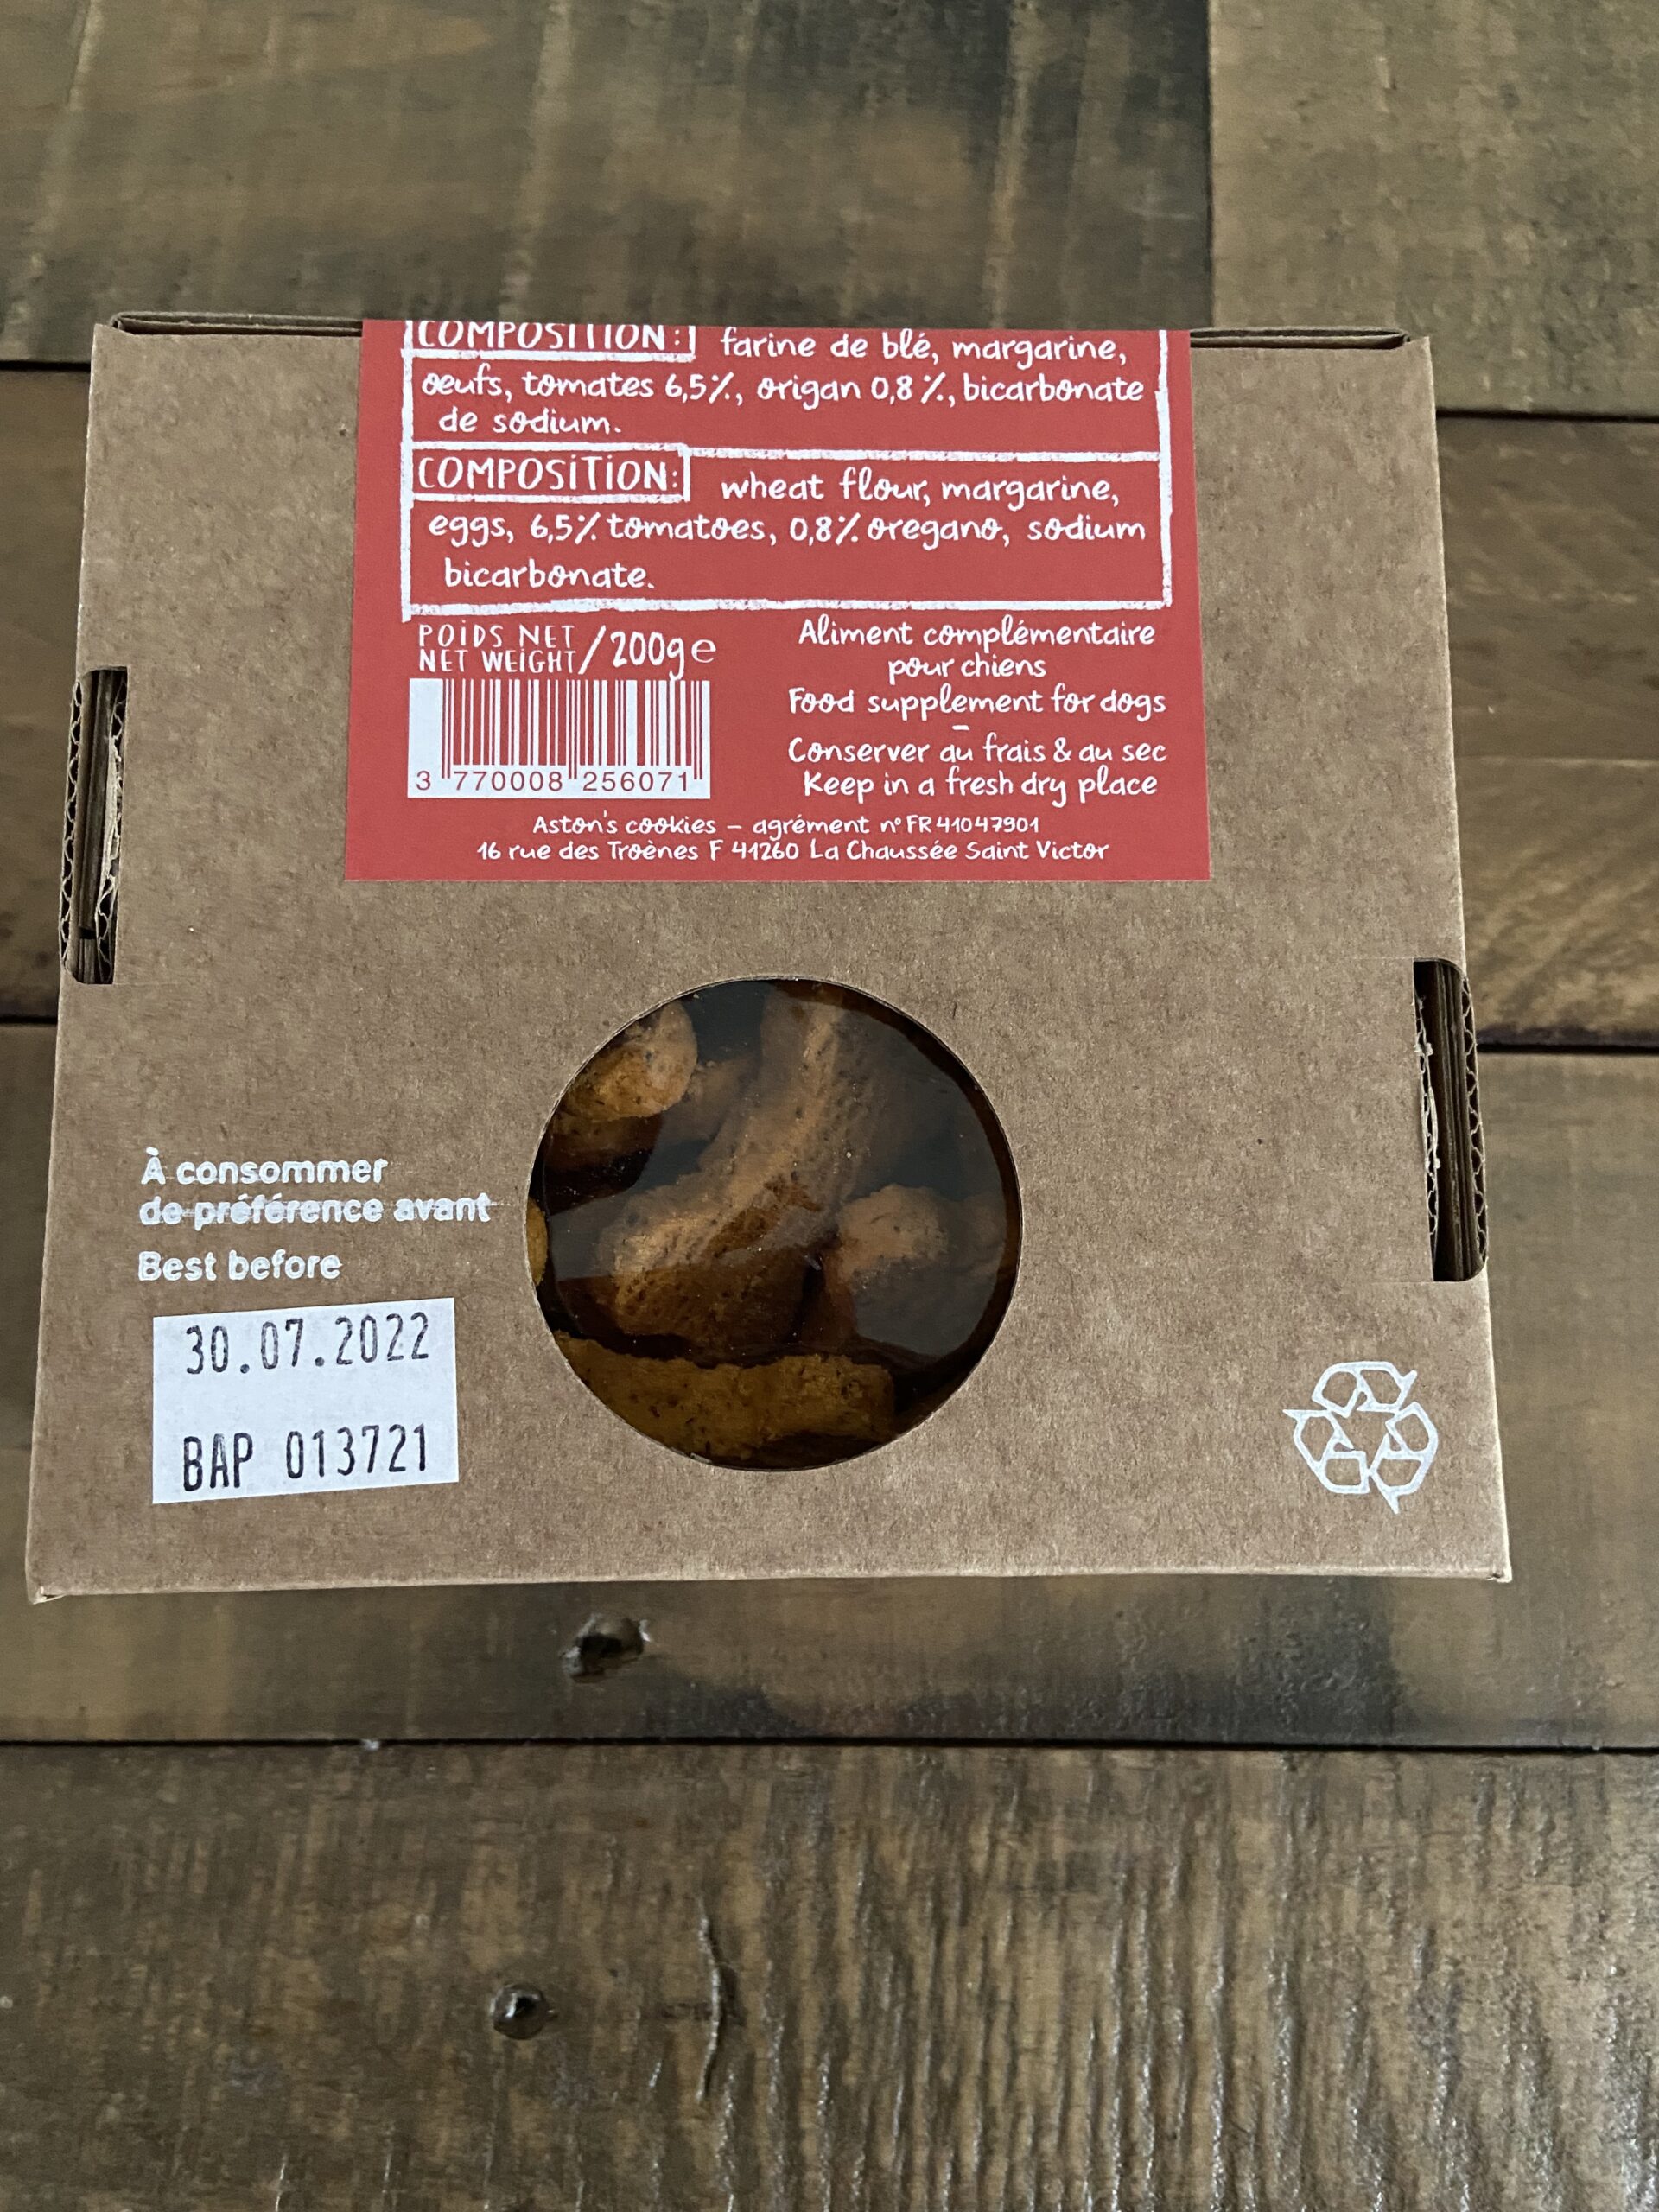 COMPOSITION: farine de blé, margarine,
œufs, tomates 6,5%, origan 0,8%, bicarbonate
de sodium.
COMPOSITION: wheat flour, margarine,
eggs, 6,5% tomatoes, 0,8% oregano, sodium
bicarbonate.
POIDS NET
NET WEIGHT / 200g e
3 770008 256071
Aliment complémentaire
pour chiens
Food supplement for dogs
–
Conserver au frais & au sec
Keep in a fresh dry place
Aston's cookies – agrément n° FR 41047901
16 rue des Troènes F 41260 La Chaussée Saint Victor
À consommer
de préférence avant
Best before
30.07.2022
BAP 013721